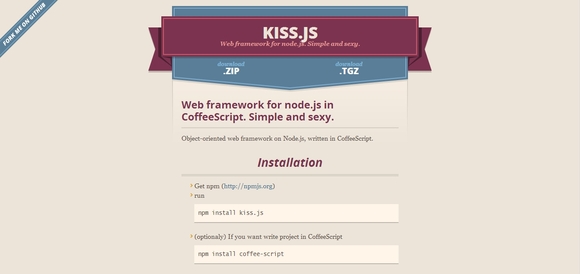 FORK ME ON GITHUB
KISS.JS
Web framework for node.js. Simple and sexy.
download
.ZIP
download
.TGZ
Web framework for node.js in
CoffeeScript. Simple and sexy.
Object-oriented web framework on Node.js, written in CoffeeScript.
Installation
Get npm (http://npmjs.org)
run
npm install kiss.js
(optionaly) If you want write project in CoffeeScript
npm install coffee-script